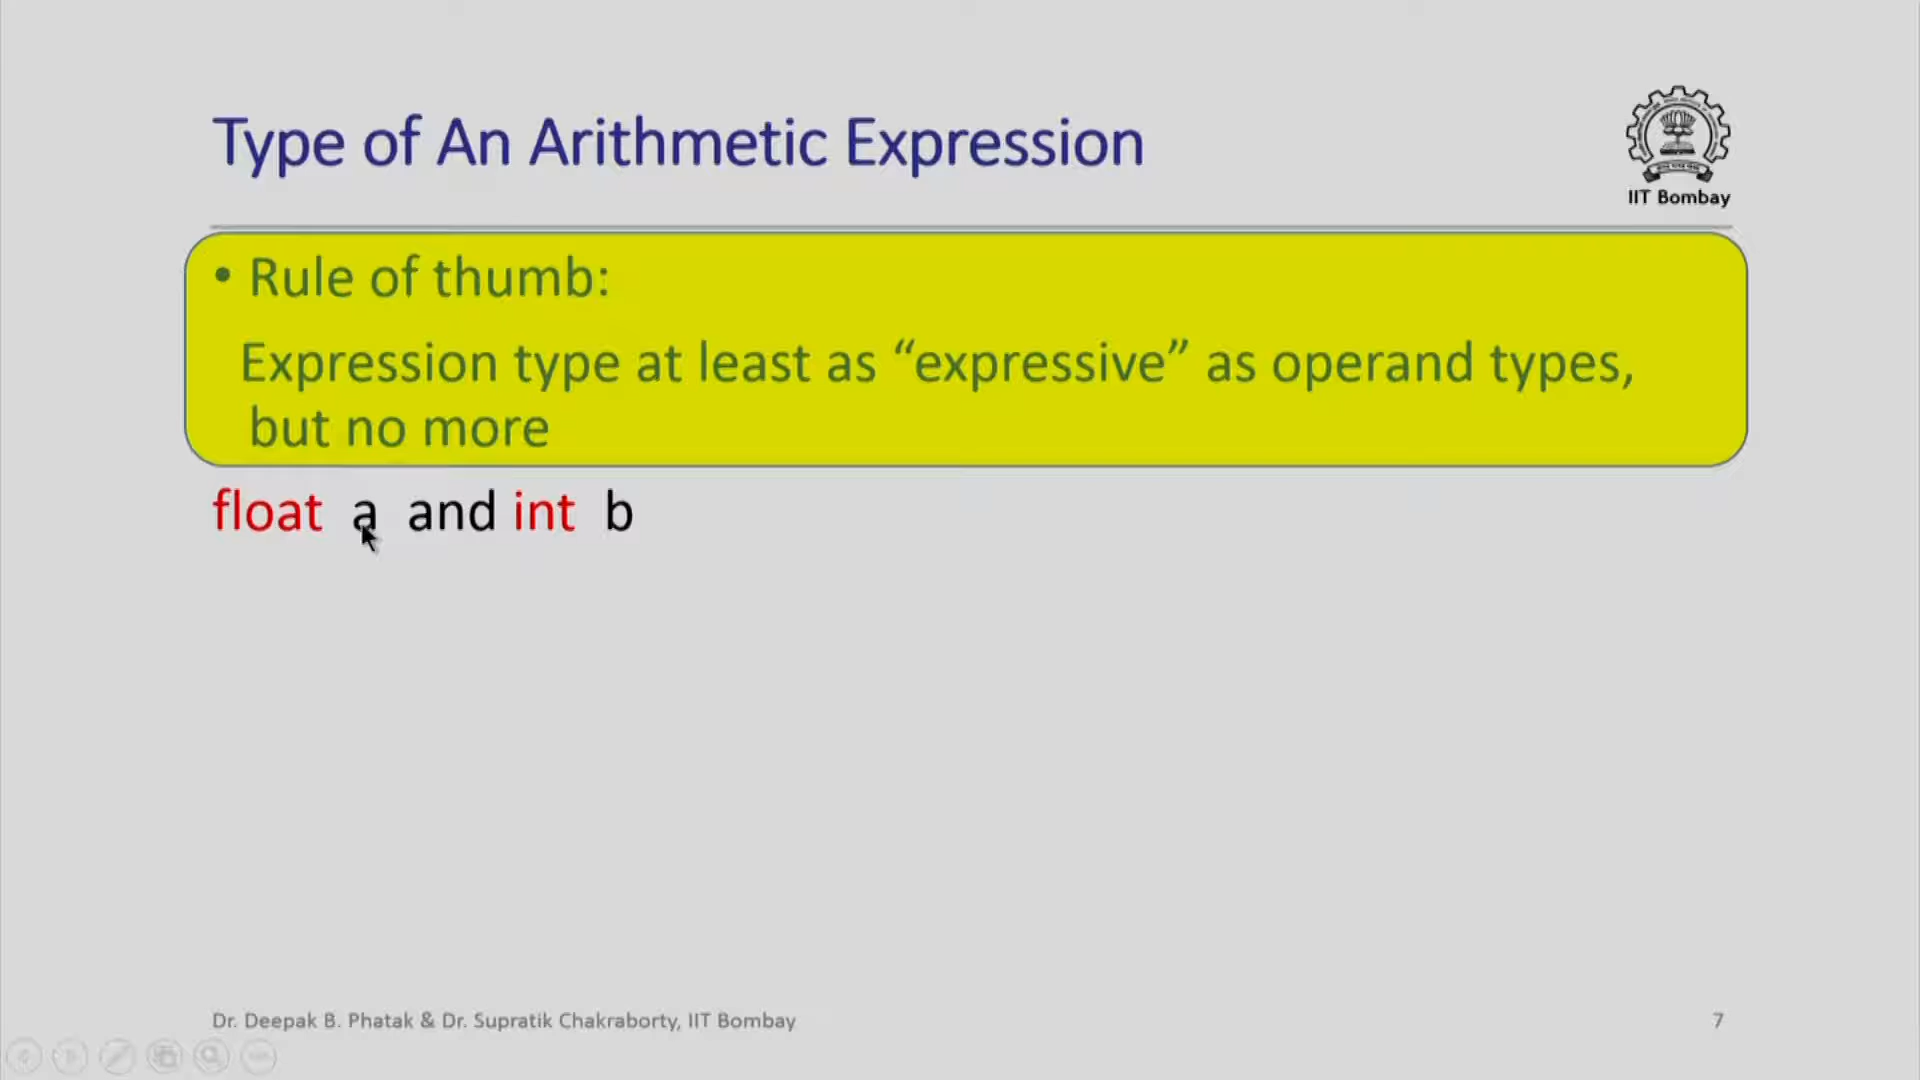 Type of An Arithmetic Expression
IIT Bombay
• Rule of thumb:
Expression type at least as “expressive” as operand types,
but no more
float a and int b
Dr. Deepak B. Phatak & Dr. Supratik Chakraborty, IIT Bombay
7